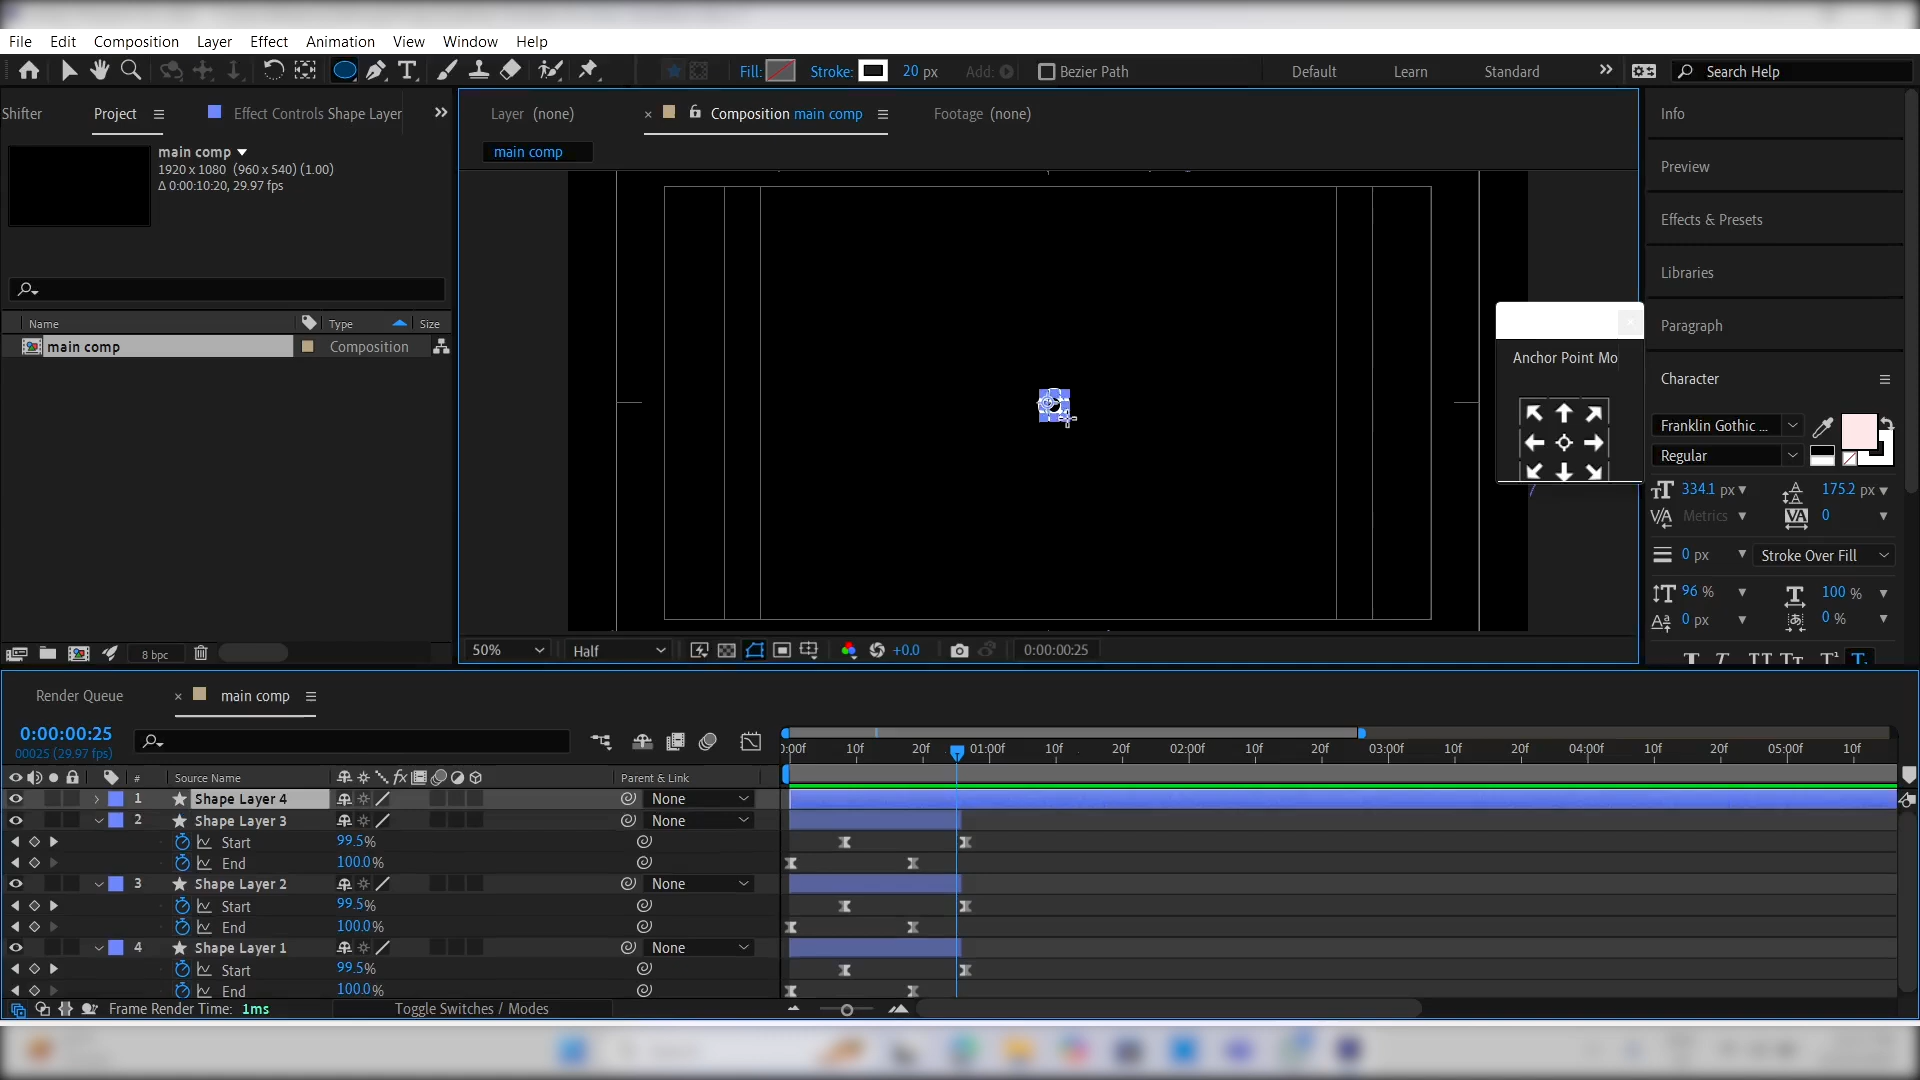 File Edit Composition Layer Effect Animation View Window Help
Fill: Stroke: 20 px Add: Bezier Path Default Learn Standard Search Help
Shifter Project Effect Controls Shape Layer
Layer (none) Composition main comp Footage (none)
main comp
main comp
1920 x 1080 (960 x 540) (1.00)
Δ 0:00:10:20, 29.97 fps
Name Type Size
main comp Composition
8 bpc
50% Half +0.0 0:00:00:25
Anchor Point Mo
Info
Preview
Effects & Presets
Libraries
Paragraph
Character
Franklin Gothic ...
Regular
334.1 px 175.2 px
Metrics 0
0 px Stroke Over Fill
96 % 100 %
0 px 0 %
Render Queue main comp
0:00:00:25
00025 (29.97 fps)
0:00f 10f 20f 01:00f 10f 20f 02:00f 10f 20f 03:00f 10f 20f 04:00f 10f 20f 05:00f 10f
# Source Name fx Parent & Link
1 Shape Layer 4 None
2 Shape Layer 3 None
Start 99.5%
End 100.0%
3 Shape Layer 2 None
Start 99.5%
End 100.0%
4 Shape Layer 1 None
Start 99.5%
End 100.0%
Frame Render Time: 1ms Toggle Switches / Modes